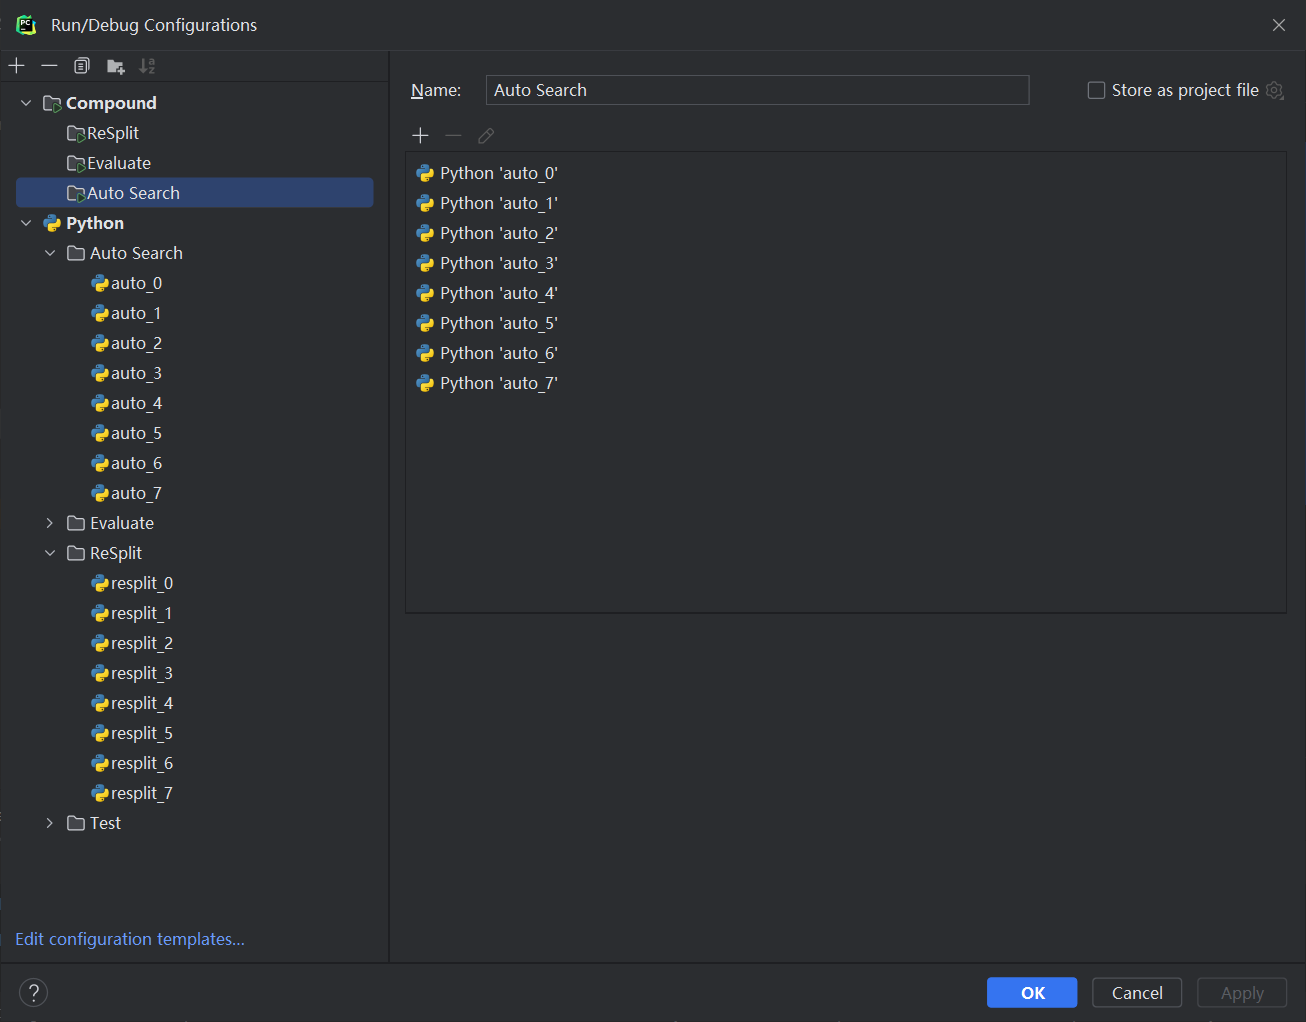 Run/Debug Configurations
Compound
ReSplit
Evaluate
Auto Search
Python
Auto Search
auto_0
auto_1
auto_2
auto_3
auto_4
auto_5
auto_6
auto_7
Evaluate
ReSplit
resplit_0
resplit_1
resplit_2
resplit_3
resplit_4
resplit_5
resplit_6
resplit_7
Test
Edit configuration templates...
Name: Auto Search
Store as project file
Python 'auto_0'
Python 'auto_1'
Python 'auto_2'
Python 'auto_3'
Python 'auto_4'
Python 'auto_5'
Python 'auto_6'
Python 'auto_7'
? OK Cancel Apply